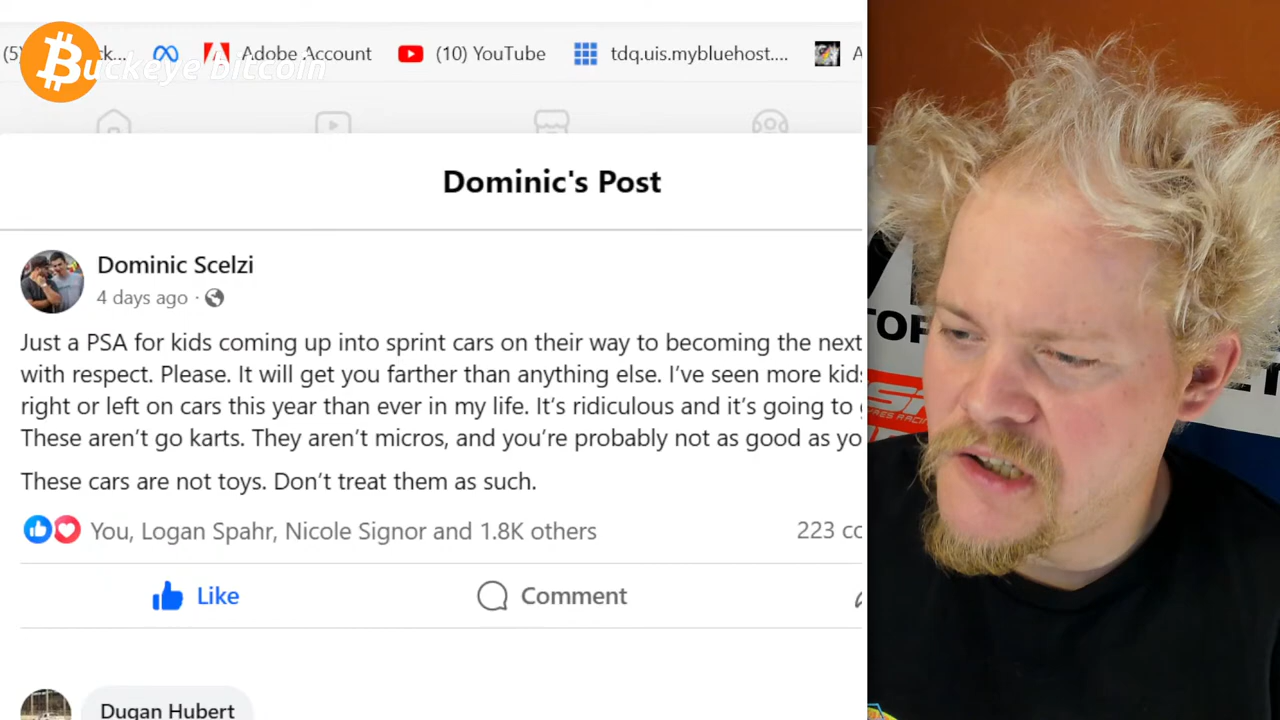 (5)
Adobe Account
(10) YouTube
tdq.uis.mybluehost....
A
Buckeye bitcoin
Dominic's Post
Dominic Scelzi
4 days ago ·
Just a PSA for kids coming up into sprint cars on their way to becoming the next
with respect. Please. It will get you farther than anything else. I've seen more kids
right or left on cars this year than ever in my life. It's ridiculous and it's going to
These aren't go karts. They aren't micros, and you're probably not as good as yo
These cars are not toys. Don't treat them as such.
You, Logan Spahr, Nicole Signor and 1.8K others
223 co
Like
Comment
Dugan Hubert